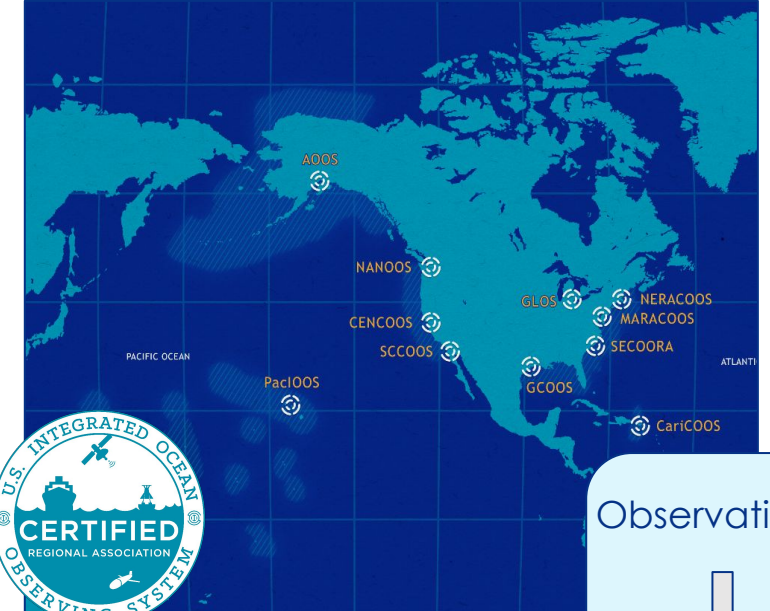 AOOS
NANOOS
GLOS
NERACOOS
MARACOOS
CENCOOS
SCCOOS
SECOORA
PACIFIC OCEAN
ATLANTI
PacIOOS
GCOOS
CariCOOS
U.S. INTEGRATED OCEAN
CERTIFIED
REGIONAL ASSOCIATION
OBSERVING SYSTEM
Observati